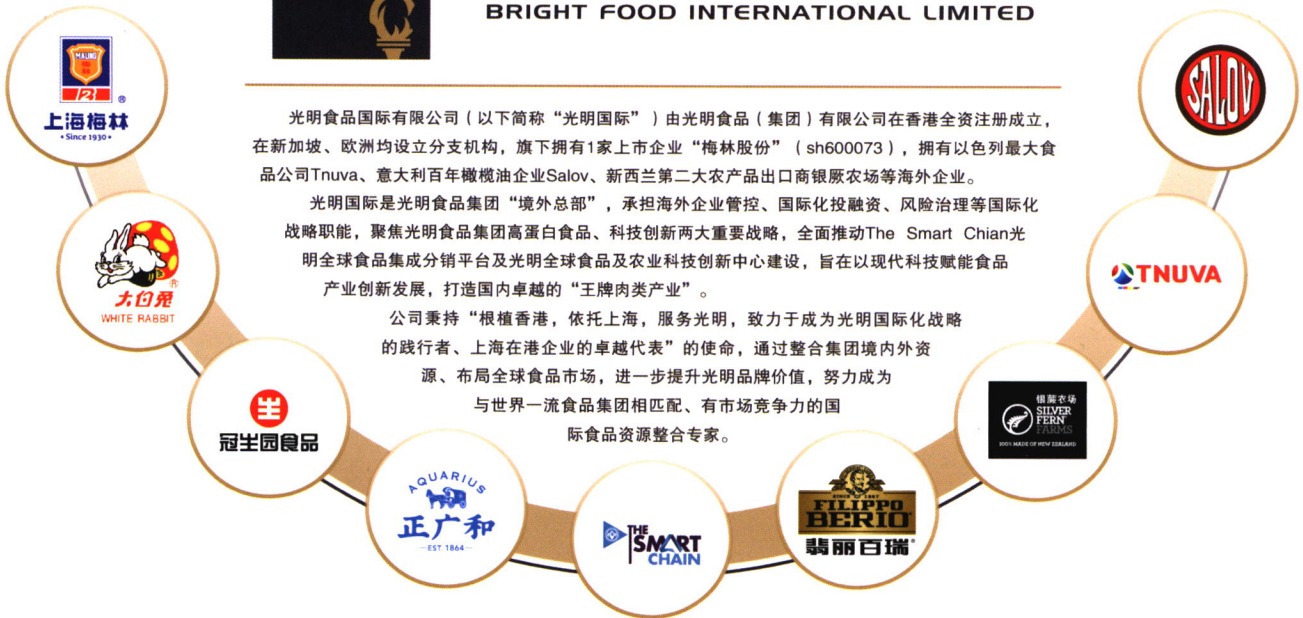 BRIGHT FOOD INTERNATIONAL LIMITED
光明食品国际有限公司（以下简称“光明国际”）由光明食品（集团）有限公司在香港全资注册成立，
在新加坡、欧洲均设立分支机构，旗下拥有1家上市企业“梅林股份”（sh600073），拥有以色列最大食
品公司Tnuva、意大利百年橄榄油企业Salov、新西兰第二大农产品出口商银厥农场等海外企业。
光明国际是光明食品集团“境外总部”，承担海外企业管控、国际化投融资、风险治理等国际化
战略职能，聚焦光明食品集团高蛋白食品、科技创新两大重要战略，全面推动The Smart Chian光
明全球食品集成分销平台及光明全球食品及农业科技创新中心建设，旨在以现代科技赋能食品
产业创新发展，打造国内卓越的“王牌肉类产业”。
公司秉持“根植香港，依托上海，服务光明，致力于成为光明国际化战略
的践行者、上海在港企业的卓越代表”的使命，通过整合集团境内外资
源、布局全球食品市场，进一步提升光明品牌价值，努力成为
与世界一流食品集团相匹配、有市场竞争力的国
际食品资源整合专家。
MALING
梅林
B2
®
上海梅林
•Since 1930•
®
大白兔
WHITE RABBIT
生
冠生园食品
AQUARIUS
正广和
—EST.1864—
THE
SMART
CHAIN
SINCE 1867
FILIPPO
BERIO
翡丽百瑞®
银蕨农场
SILVER
FERN
FARMS
100% MADE OF NEW ZEALAND
TNUVA
SALOV